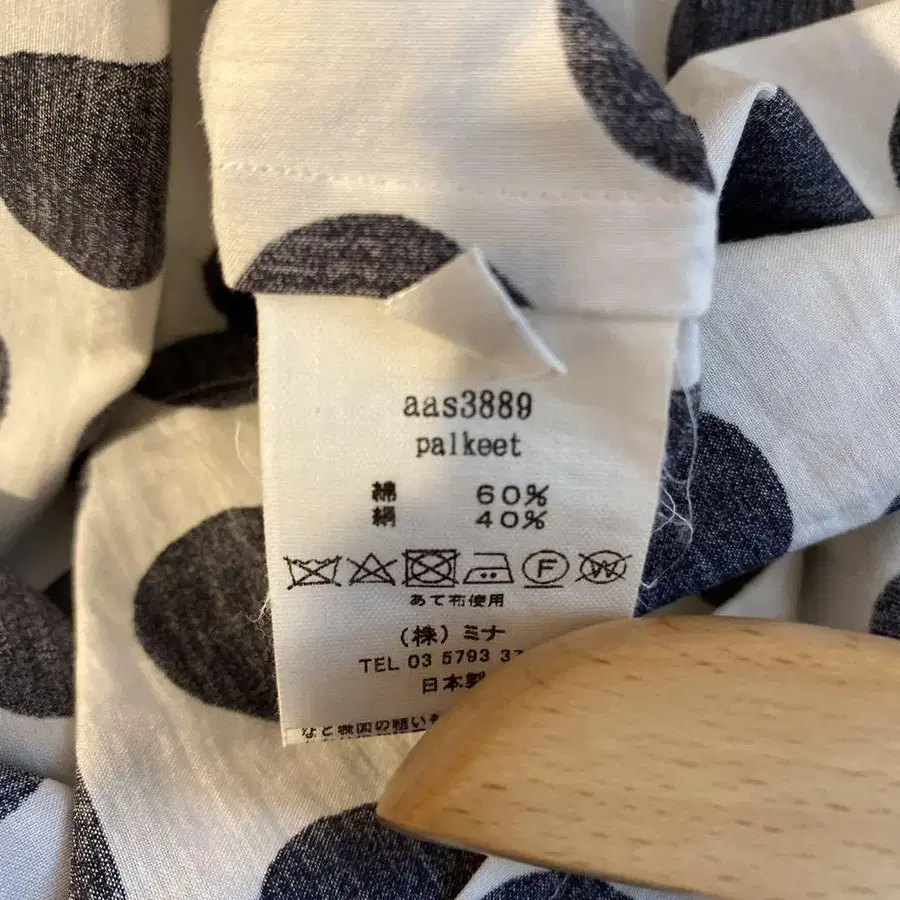 aas3889
palkeet
綿 60%
絹 40%
F W
あて布使用
(株)ミナ
TEL 03 5793 37
日本製